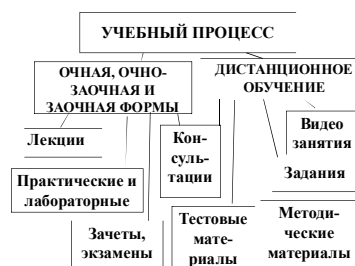 УЧЕБНЫЙ ПРОЦЕСС
ОЧНАЯ, ОЧНО-
ЗАОЧНАЯ И
ЗАОЧНАЯ ФОРМЫ
ДИСТАНЦИОННОЕ
ОБУЧЕНИЕ
Лекции
Кон-
суль-
тации
Видео
занятия
Практические и
лабораторные
Задания
Зачеты,
экзамены
Тестовые
мате-
риалы
Методи-
ческие
материалы